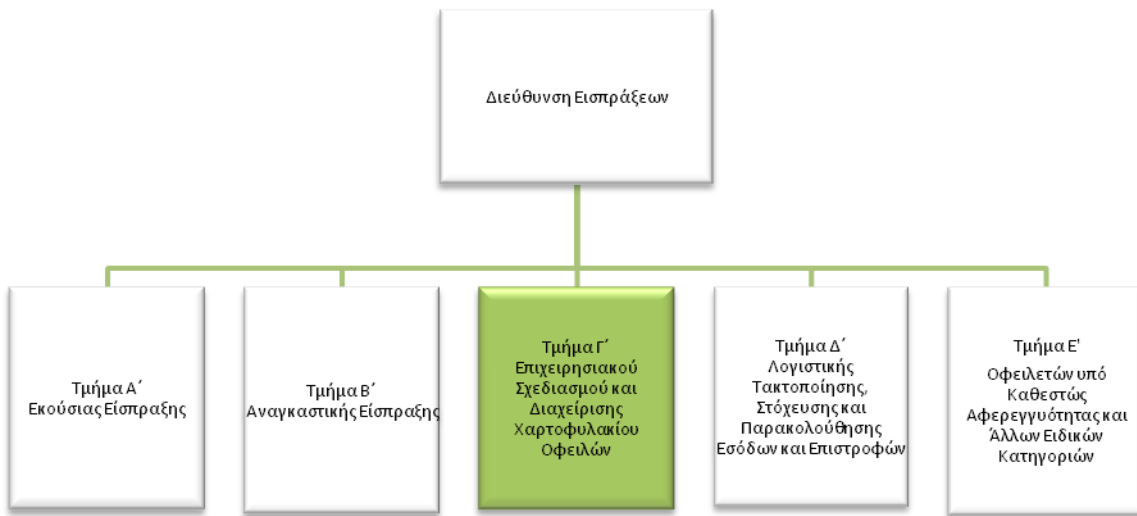 Διεύθυνση Εισπράξεων
Τμήμα Α΄
Εκούσιας Είσπραξης
Τμήμα Β΄
Αναγκαστικής Είσπραξης
Τμήμα Γ΄
Επιχειρησιακού
Σχεδιασμού και
Διαχείρισης
Χαρτοφυλακίου
Οφειλών
Τμήμα Δ΄
Λογιστικής
Τακτοποίησης,
Στόχευσης και
Παρακολούθησης
Εσόδων και Επιστροφών
Τμήμα Ε'
Οφειλετών υπό
Καθεστώς
Αφερεγγυότητας και
Άλλων Ειδικών
Κατηγοριών